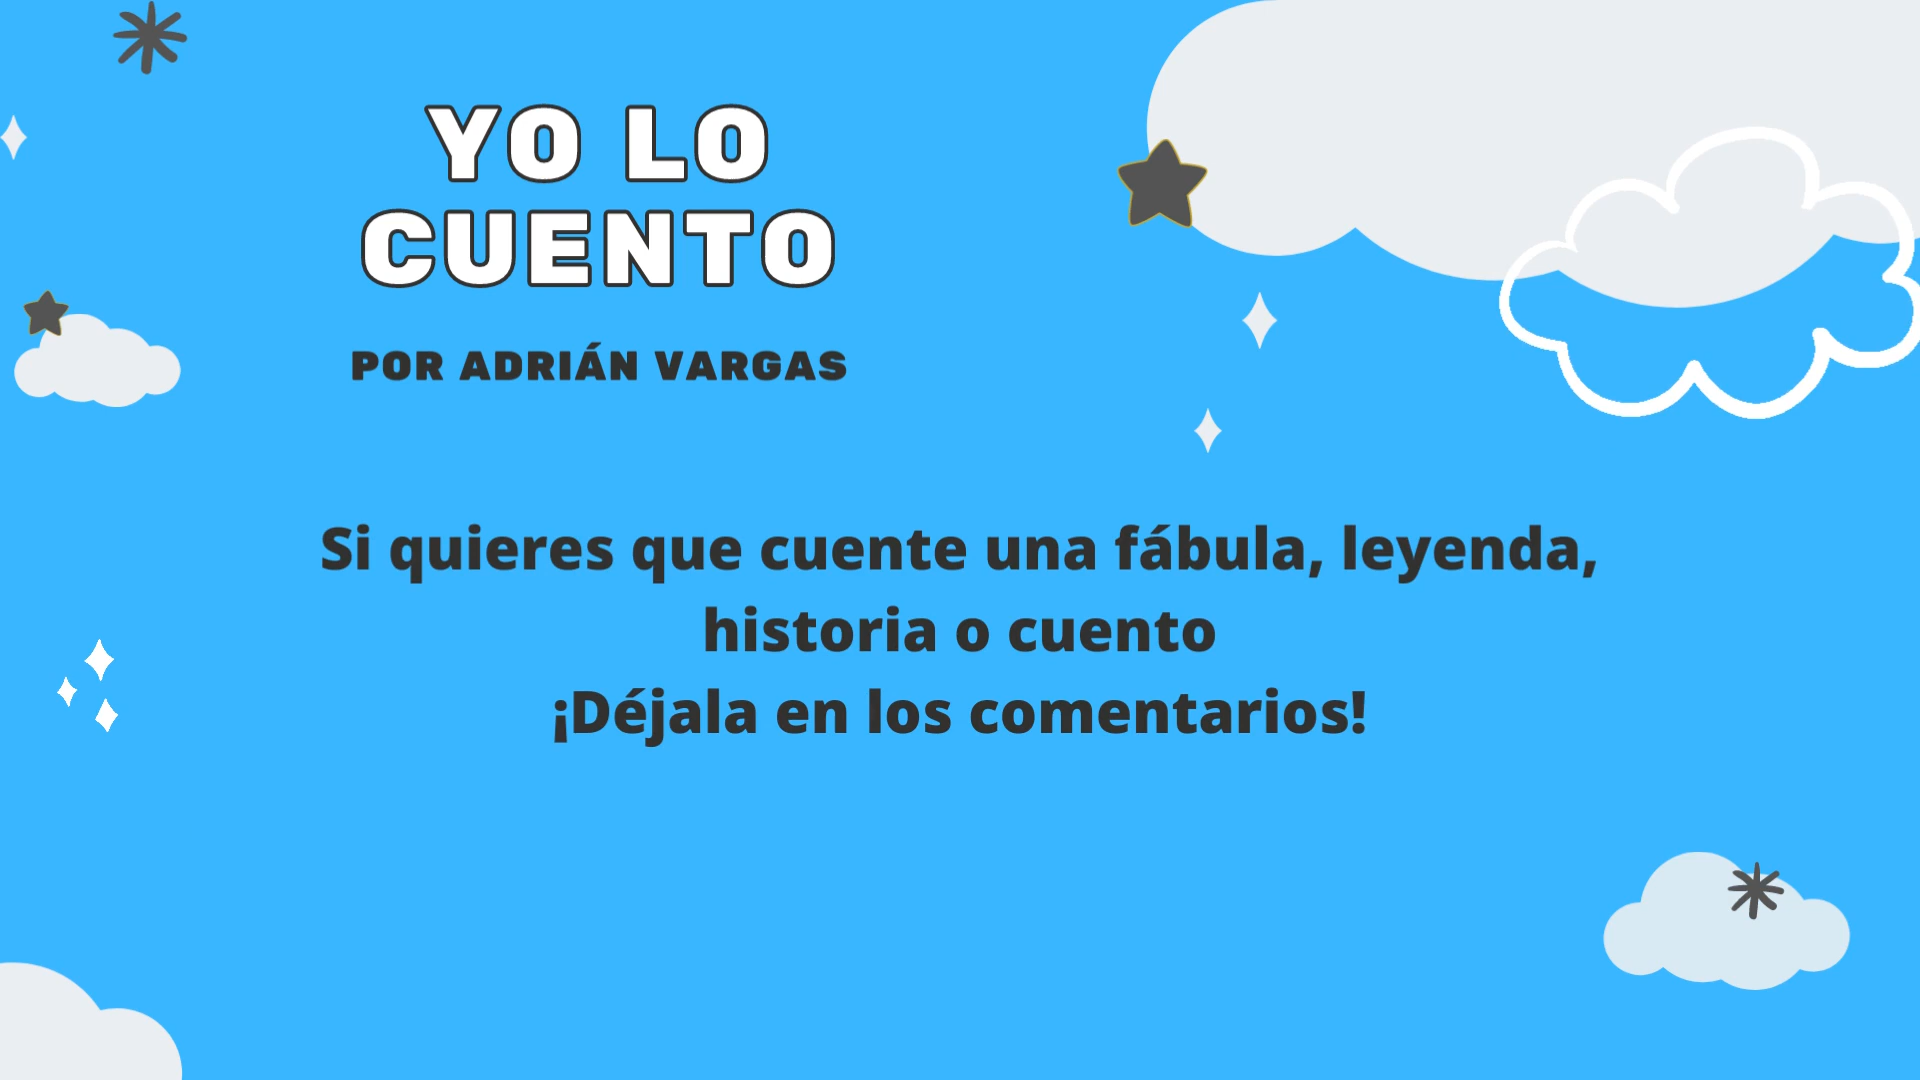 YO LO
CUENTO
POR ADRIÁN VARGAS
Si quieres que cuente una fábula, leyenda,
historia o cuento
¡Déjala en los comentarios!